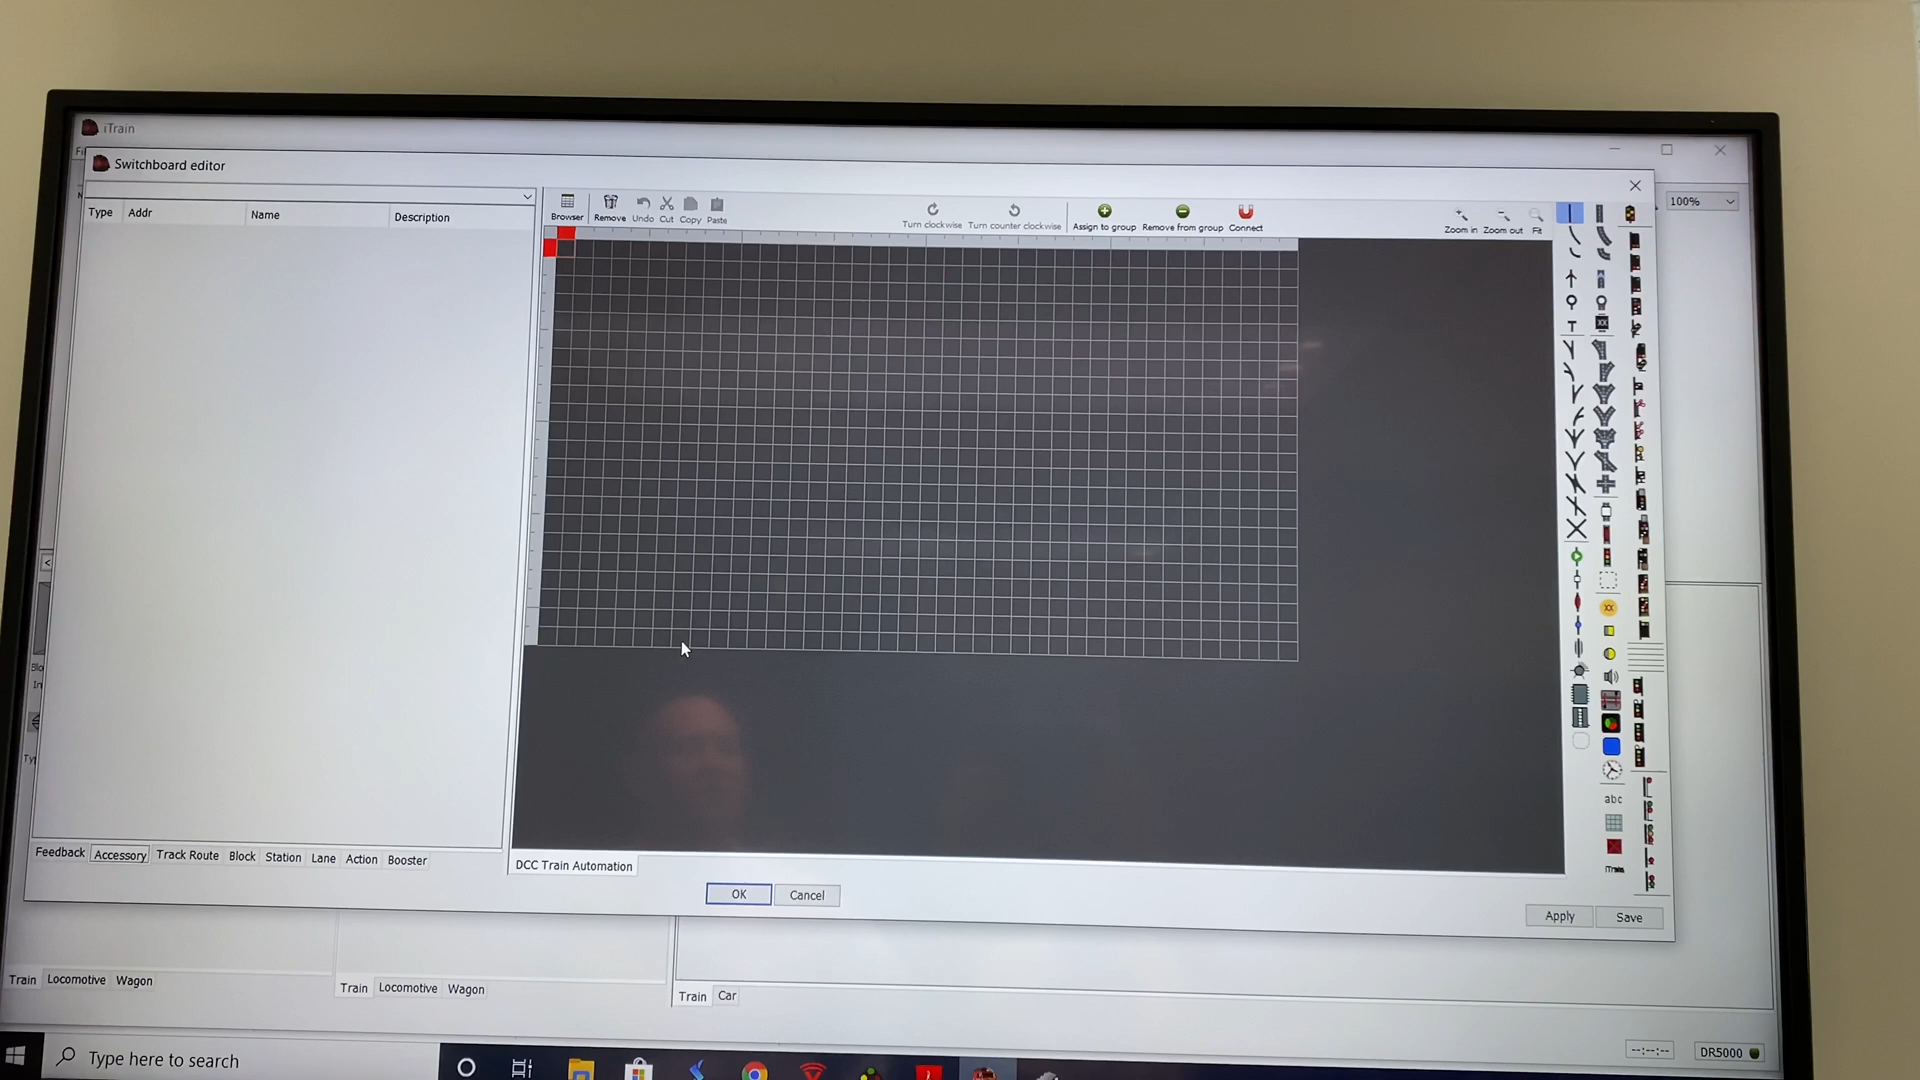 iTrain
Switchboard editor
Type Addr Name Description
Browser Remove Undo Cut Copy Paste Turn clockwise Turn counter clockwise Assign to group Remove from group Connect Zoom in Zoom out Fit
100%
XX
XX
abc
iTrain
Feedback Accessory Track Route Block Station Lane Action Booster
DCC Train Automation
OK Cancel
Apply Save
Train Locomotive Wagon
Train Locomotive Wagon
Train Car
--:--:-- DR5000
Type here to search